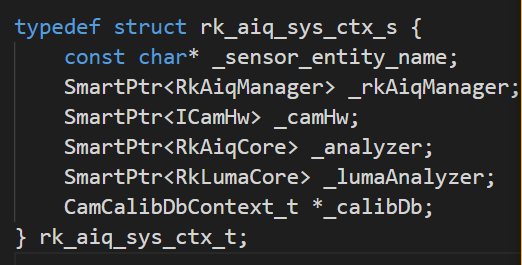 typedef struct rk_aiq_sys_ctx_s {
    const char* _sensor_entity_name;
    SmartPtr<RkAiqManager> _rkAiqManager;
    SmartPtr<ICamHw> _camHw;
    SmartPtr<RkAiqCore> _analyzer;
    SmartPtr<RkLumaCore> _lumaAnalyzer;
    CamCalibDbContext_t *_calibDb;
} rk_aiq_sys_ctx_t;